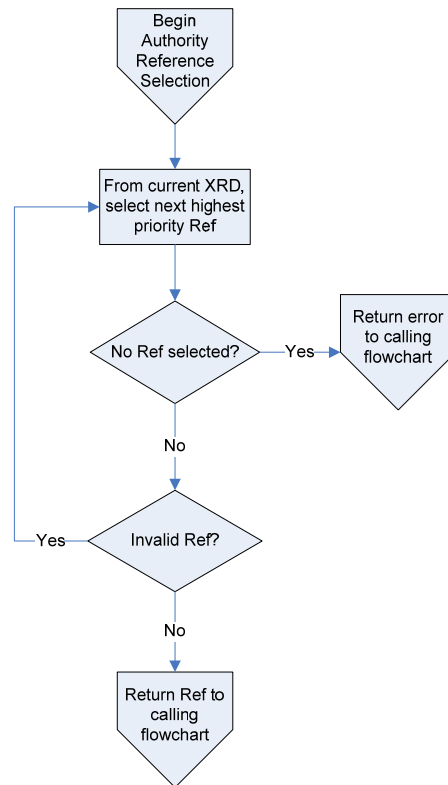 Begin
Authority
Reference
Selection
From current XRD,
select next highest
priority Ref
No Ref selected?
Yes
Return error
to calling
flowchart
No
Invalid Ref?
Yes
No
Return Ref to
calling
flowchart